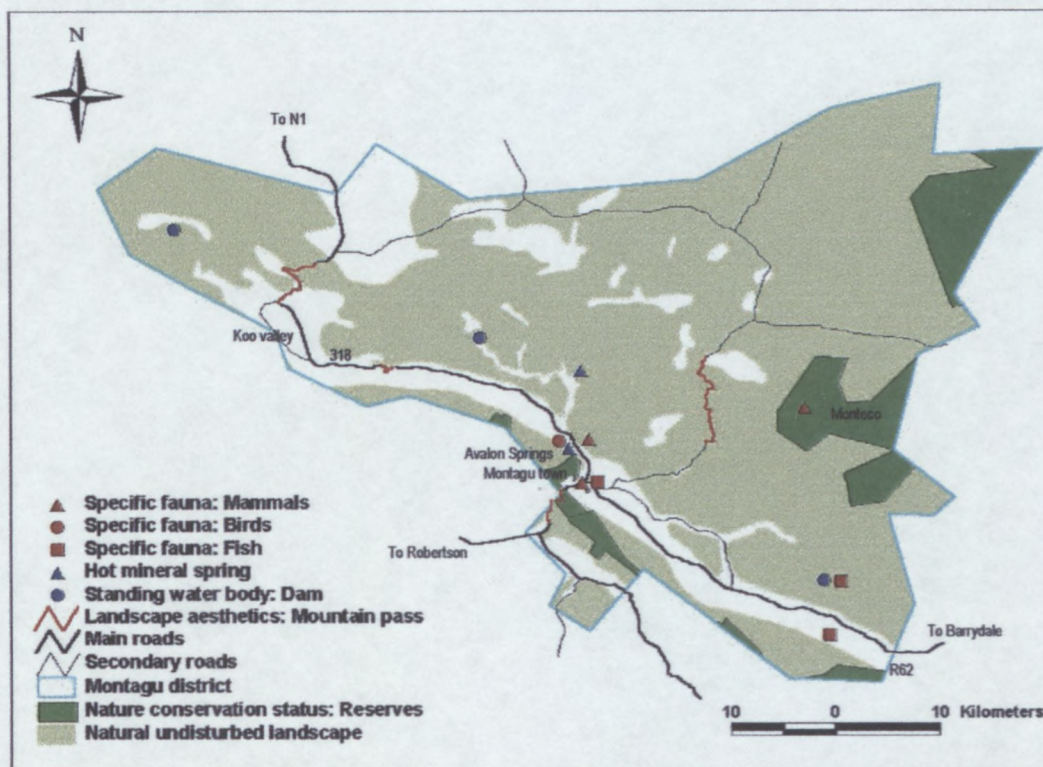 N
To N1
Koo valley
318
Monteco
Avalon Springs
Montagu town
To Robertson
To Barrydale
R62
Specific fauna: Mammals
Specific fauna: Birds
Specific fauna: Fish
Hot mineral spring
Standing water body: Dam
Landscape aesthetics: Mountain pass
Main roads
Secondary roads
Montagu district
Nature conservation status: Reserves
Natural undisturbed landscape
10 0 10 Kilometers